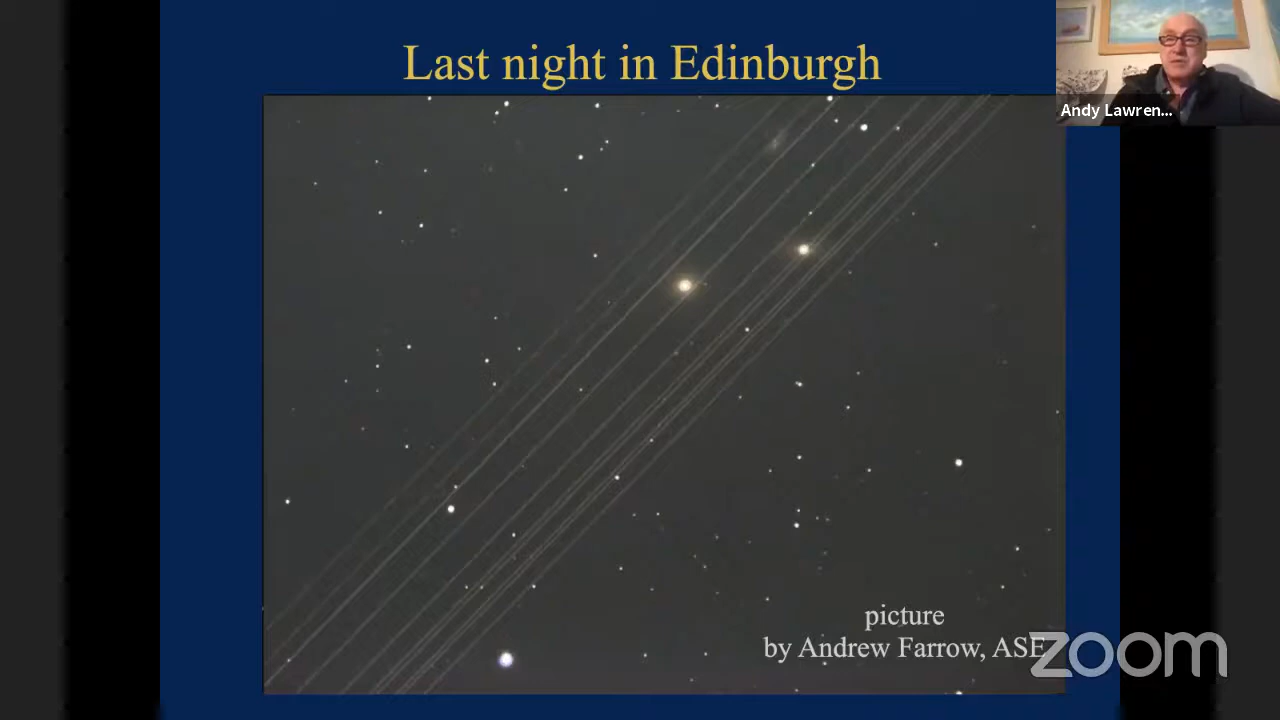 Last night in Edinburgh
Andy Lawren...
picture
by Andrew Farrow, ASE
zoom